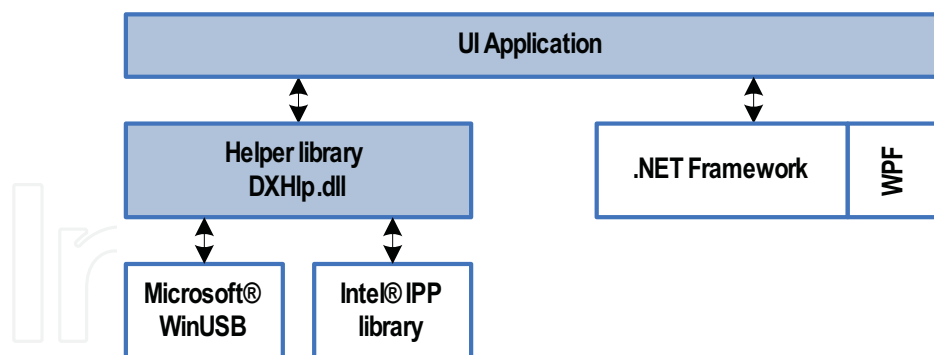 UI Application
Helper library
DXHlp.dll
.NET Framework
WPF
Microsoft®
WinUSB
Intel® IPP
library